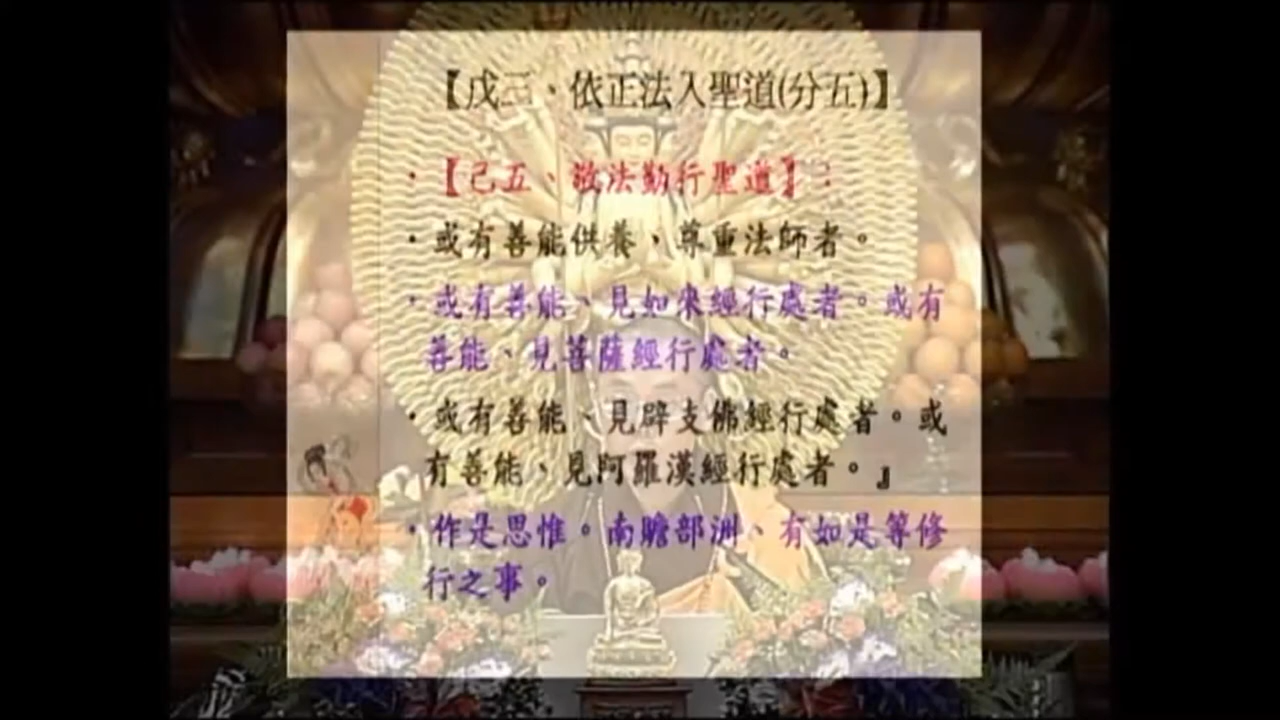 【戊三、依正法入聖道(分五)】
·【己五、敬法勤行聖道】：
·或有善能供養，尊重法師者。
·或有善能、見如來經行處者。或有
善能、見菩薩經行處者。
·或有善能、見辟支佛經行處者。或
有善能、見阿羅漢經行處者。』
·作是思惟。南贍部洲、有如是等修
行之事。